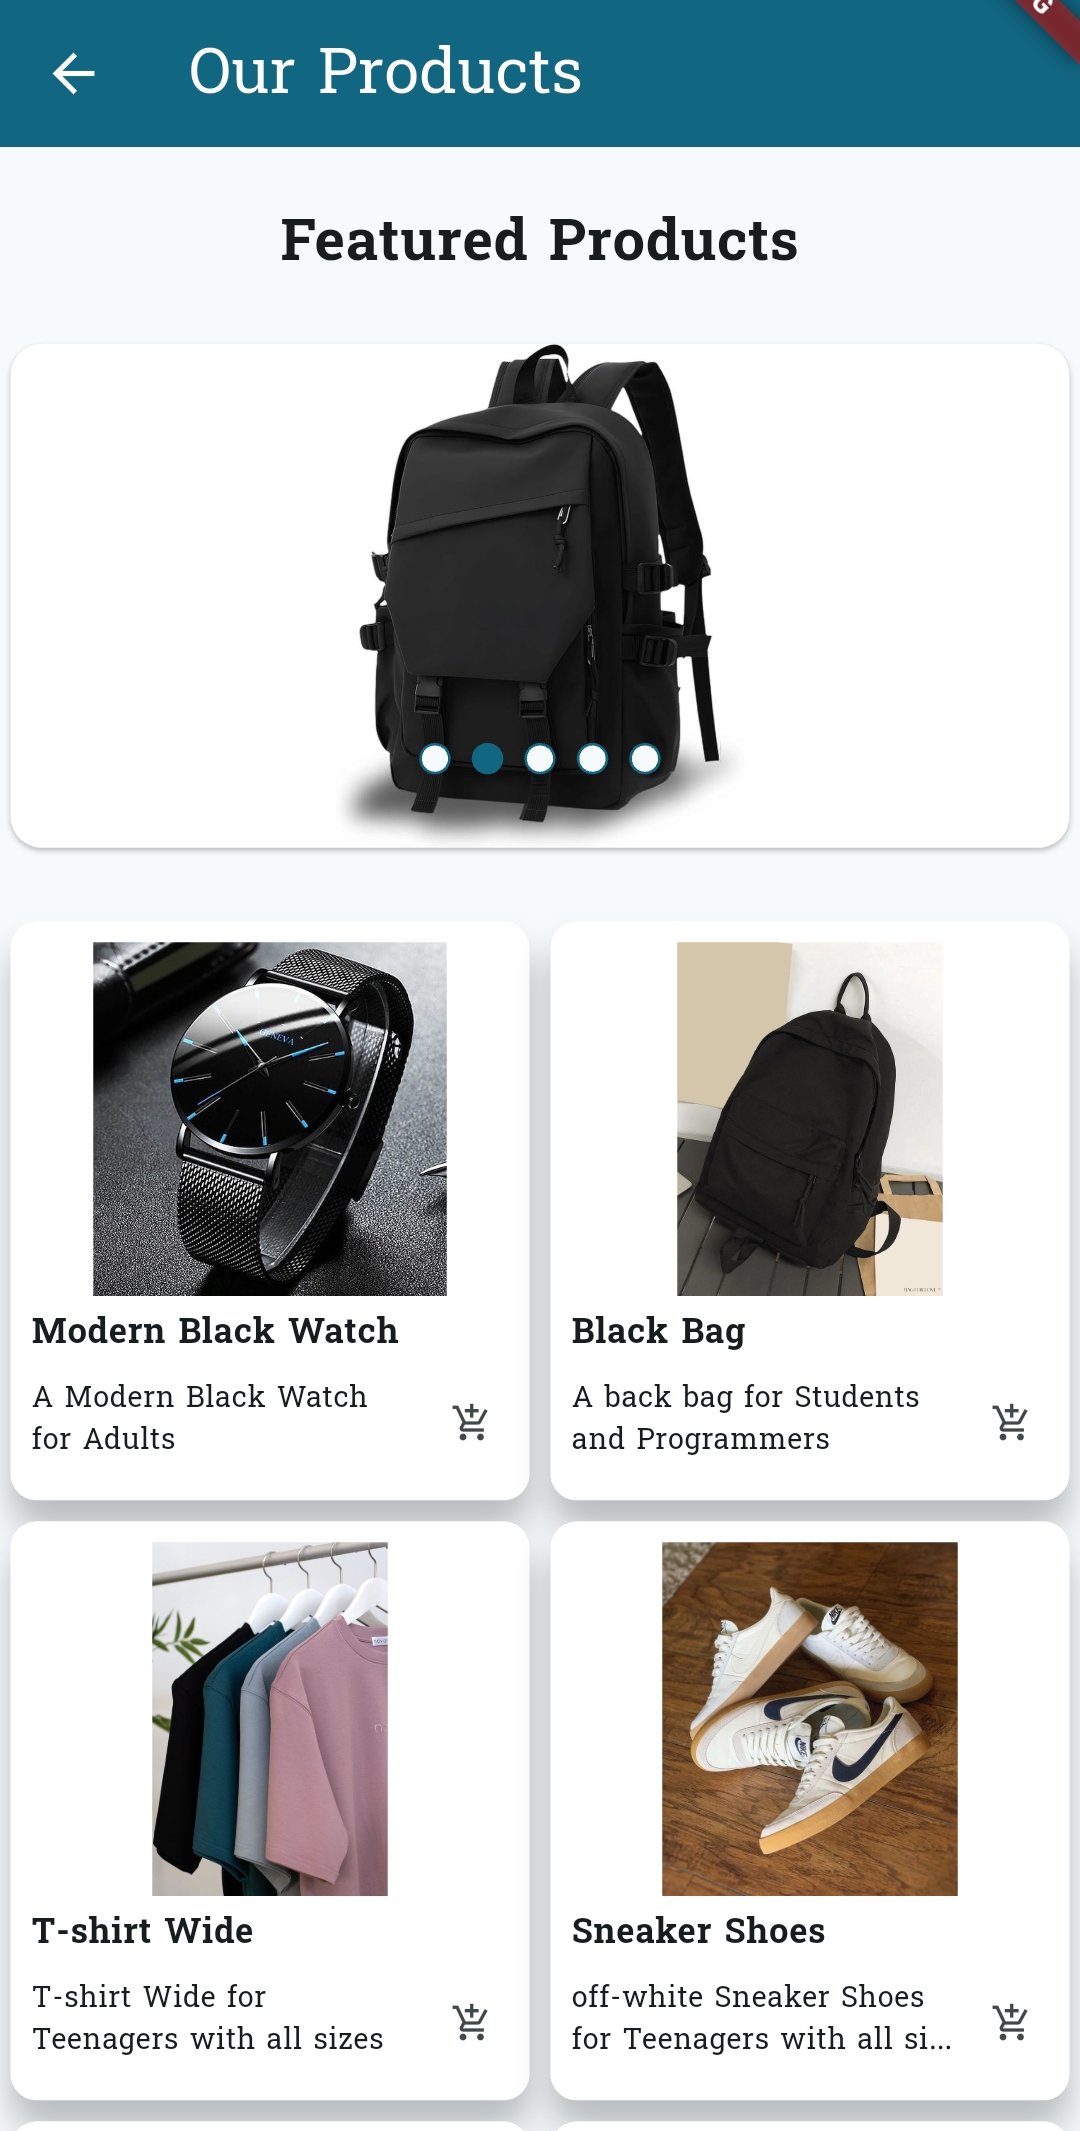 G
Our Products
Featured Products
GENEVA
Modern Black Watch
A Modern Black Watch
for Adults
Black Bag
A back bag for Students
and Programmers
T-shirt Wide
T-shirt Wide for
Teenagers with all sizes
Sneaker Shoes
off-white Sneaker Shoes
for Teenagers with all si...